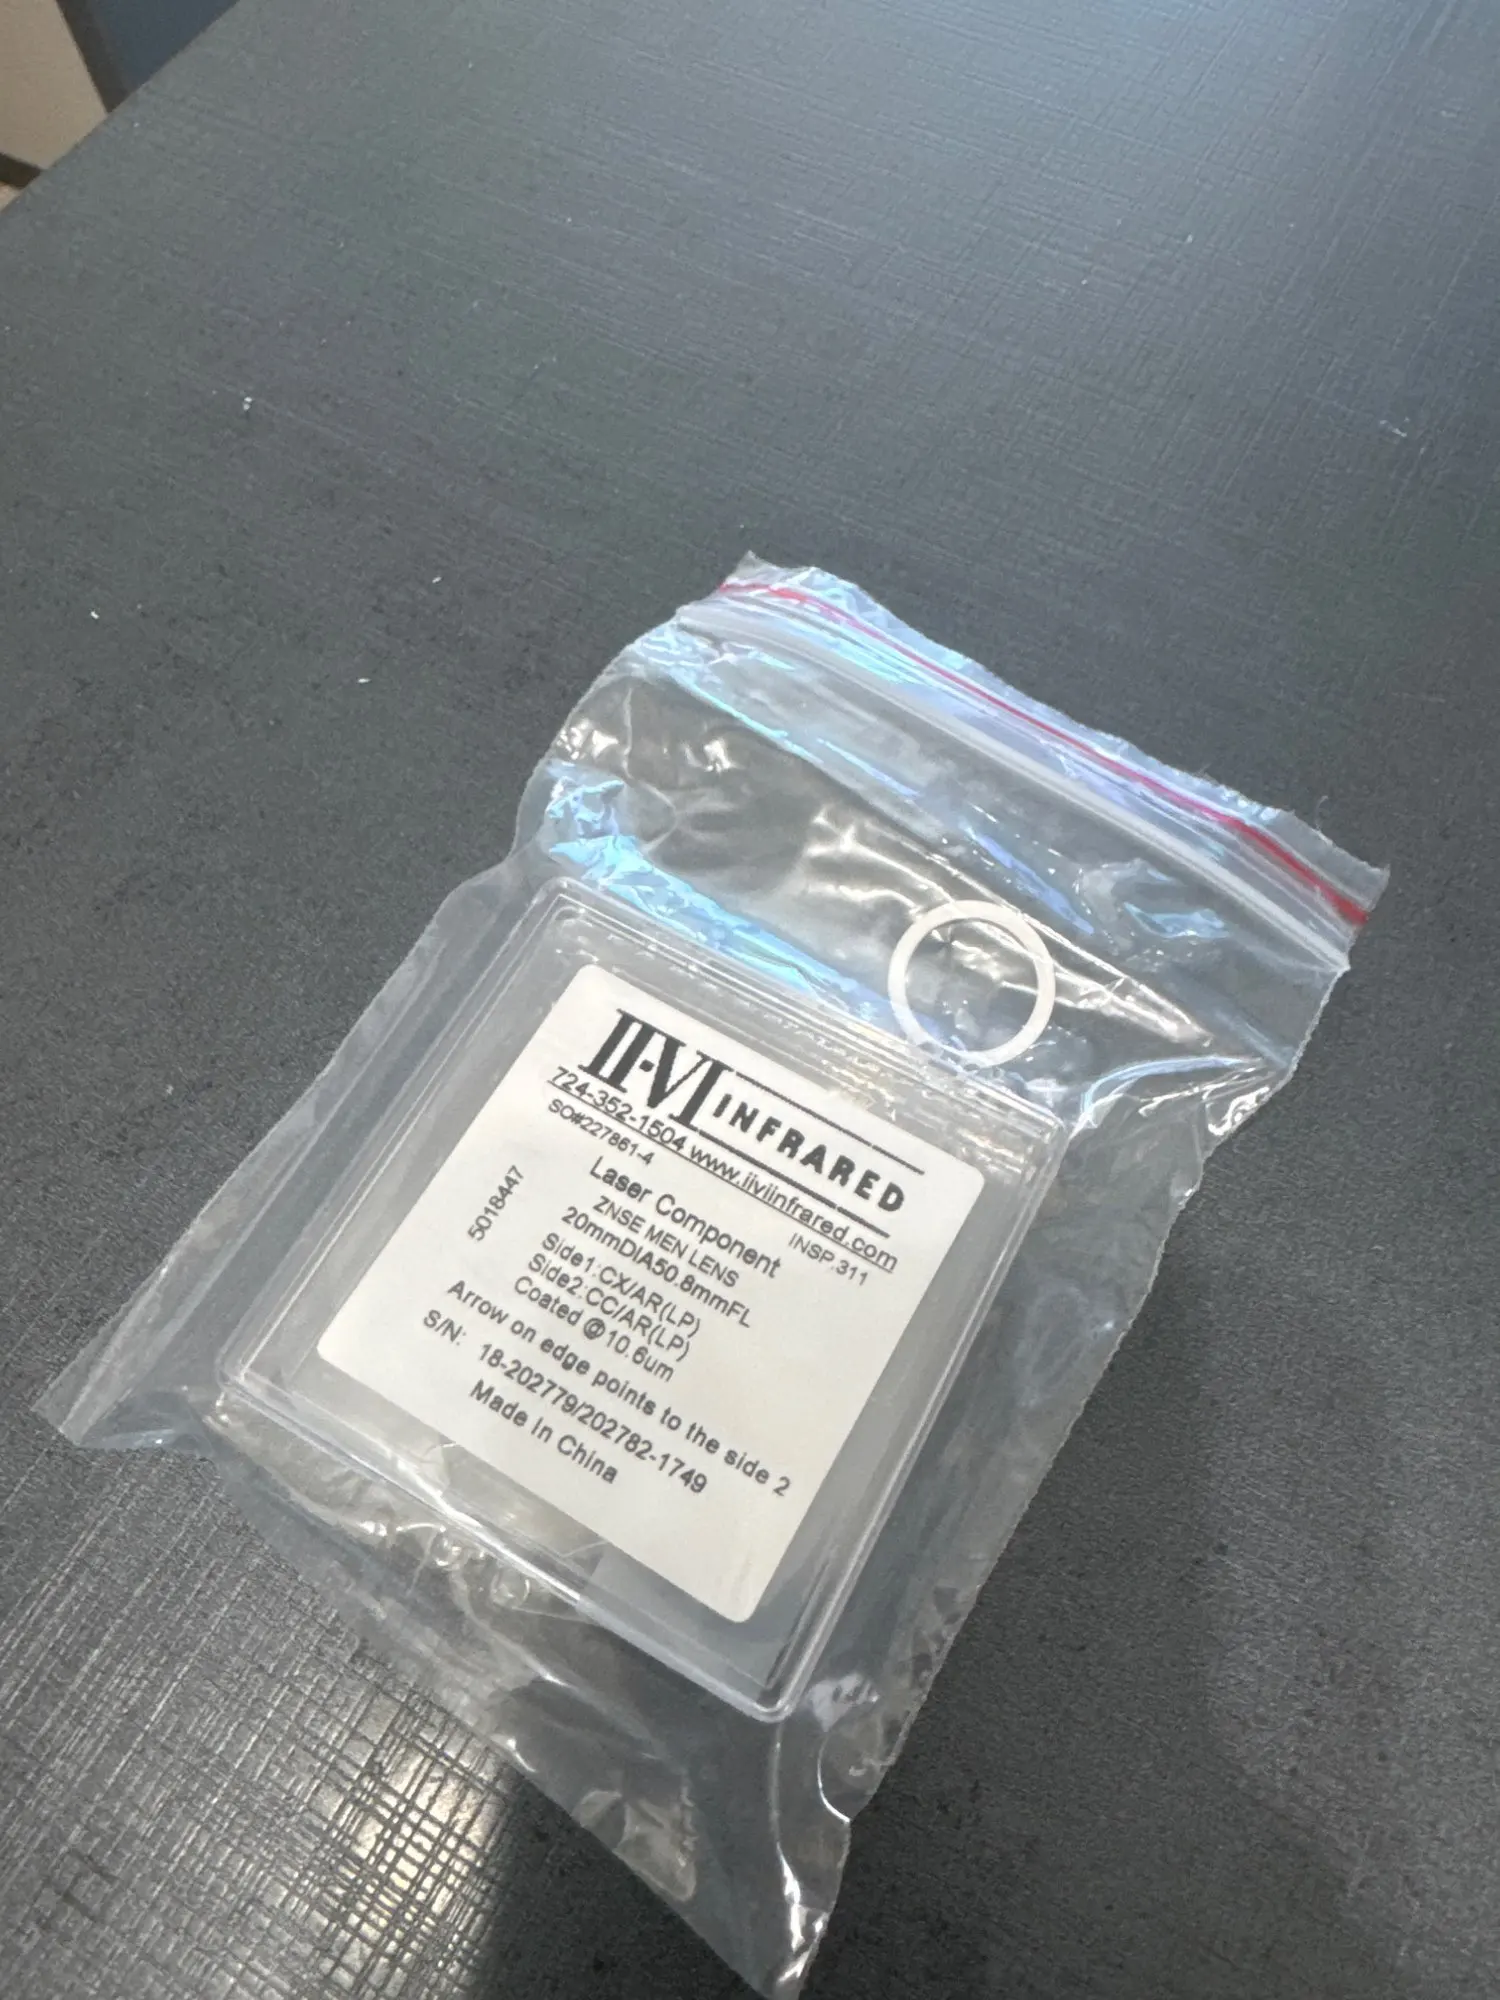 II-VI INFRARED
724-352-1504 www.iiviinfrared.com
SO#227861-4
INSP.311
Laser Component
ZNSE MEN LENS
20mmDIA50.8mmFL
5018447
Side1:CX/AR(LP)
Side2:CC/AR(LP)
Coated @10.6um
Arrow on edge points to the side 2
S/N: 18-202779/202782-1749
Made In China